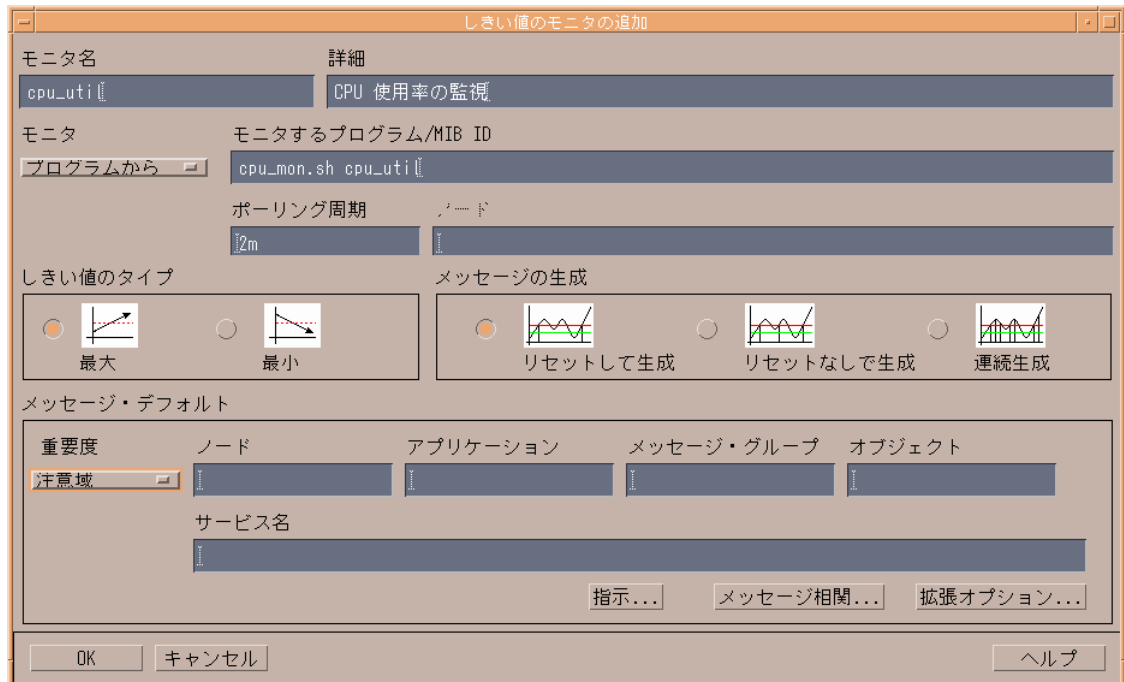 しきい値のモニタの追加
モニタ名 詳細
cpu_util CPU 使用率の監視
モニタ モニタするプログラム/MIB ID
プログラムから cpu_mon.sh cpu_util
ポーリング周期 ノード
2m
しきい値のタイプ メッセージの生成
最大 最小 リセットして生成 リセットなしで生成 連続生成
メッセージ・デフォルト
重要度 ノード アプリケーション メッセージ・グループ オブジェクト
注意域
サービス名
指示... メッセージ相関... 拡張オプション...
OK キャンセル ヘルプ